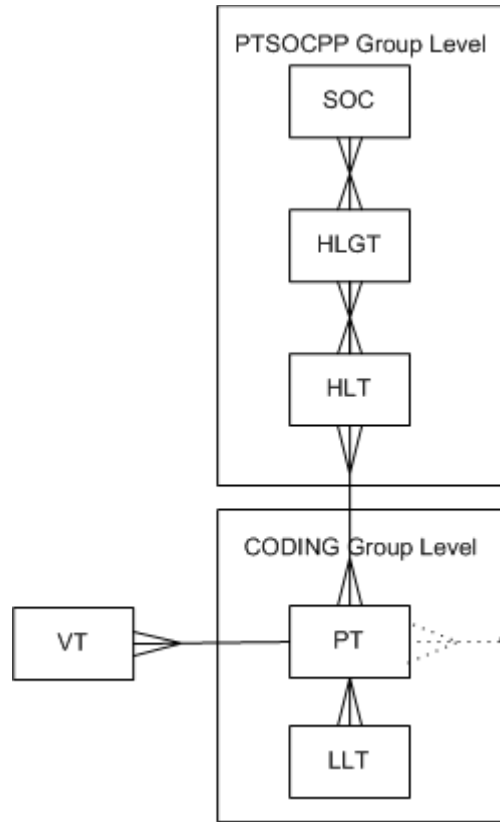 PTSOCPP Group Level
SOC
HLGT
HLT
CODING Group Level
VT
PT
LLT